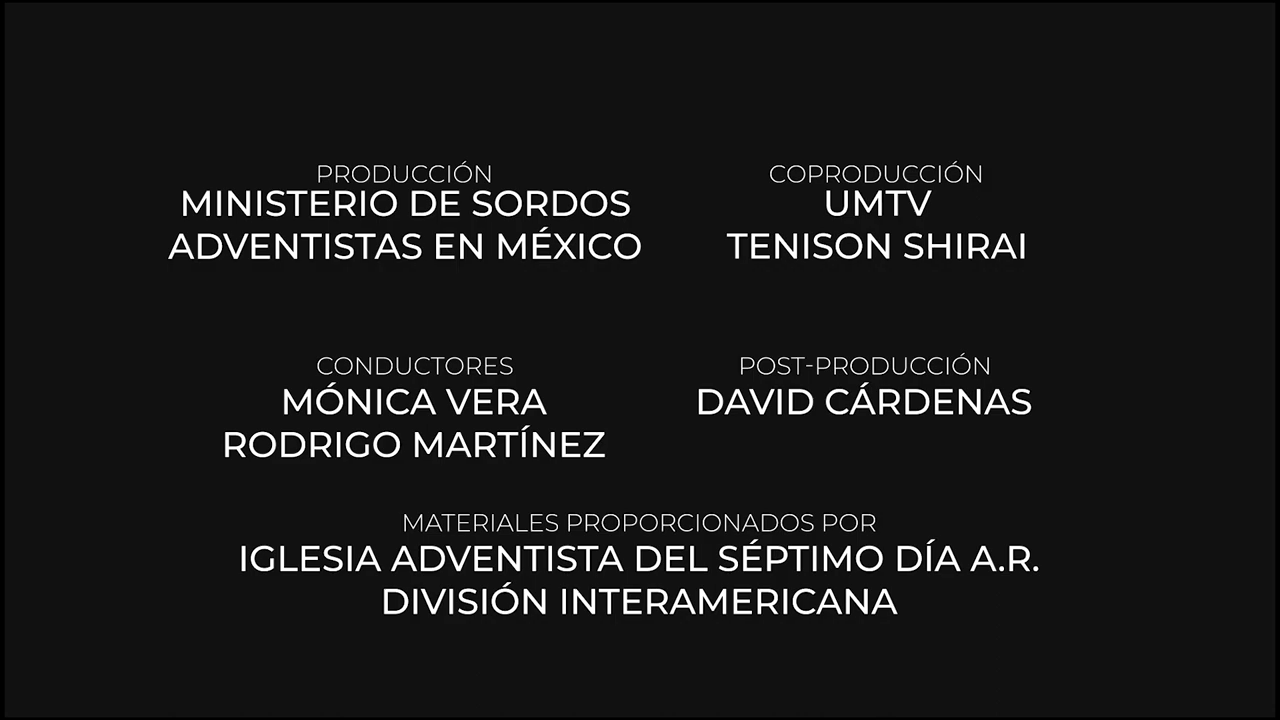 PRODUCCIÓN
MINISTERIO DE SORDOS
ADVENTISTAS EN MÉXICO
COPRODUCCIÓN
UMTV
TENISON SHIRAI
CONDUCTORES
MÓNICA VERA
RODRIGO MARTÍNEZ
POST-PRODUCCIÓN
DAVID CÁRDENAS
MATERIALES PROPORCIONADOS POR
IGLESIA ADVENTISTA DEL SÉPTIMO DÍA A.R.
DIVISIÓN INTERAMERICANA